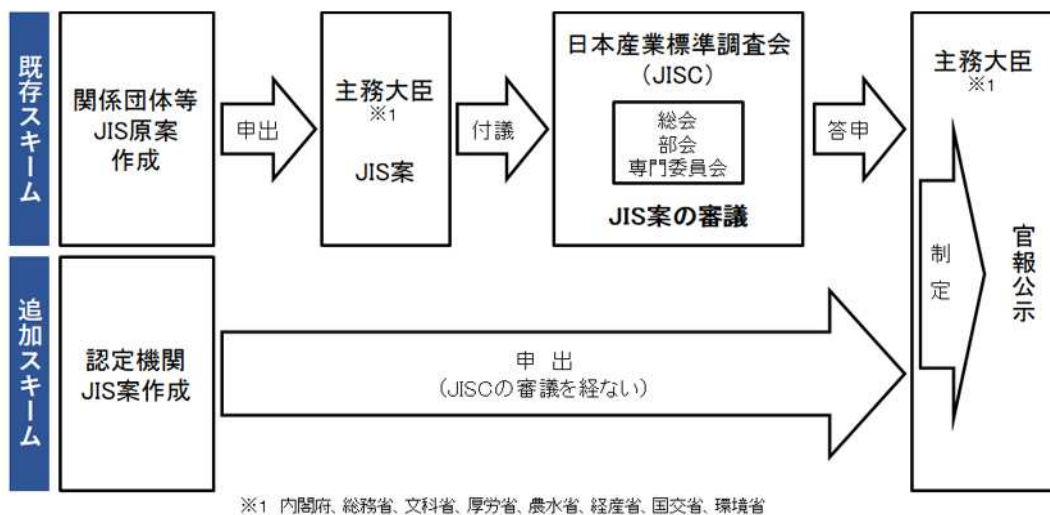 既存スキーム
関係団体等
JIS原案
作成
申出
主務大臣
※1
JIS案
付議
日本産業標準調査会
（JISC）
総会
部会
専門委員会
JIS案の審議
答申
主務大臣
※1
制定
官報公示
追加スキーム
認定機関
JIS案作成
申 出
（JISCの審議を経ない）
※1 内閣府、総務省、文科省、厚労省、農水省、経産省、国交省、環境省